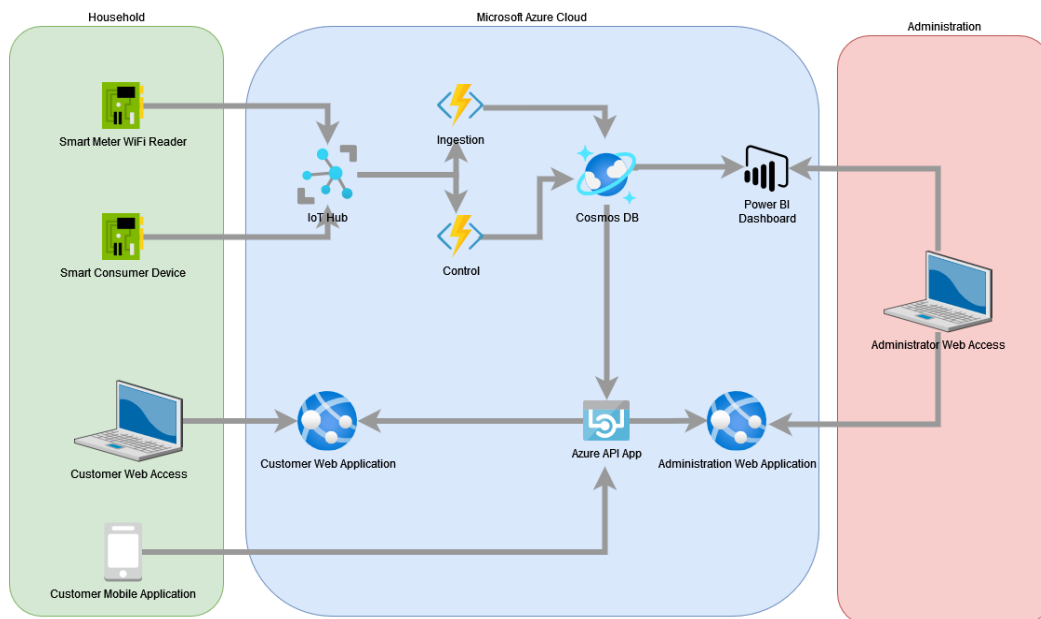 Household
Microsoft Azure Cloud
Administration
Smart Meter WiFi Reader
Ingestion
IoT Hub
Cosmos DB
Power BI
Dashboard
Smart Consumer Device
Control
Administrator Web Access
Customer Web Access
Customer Web Application
Azure API App
Administration Web Application
Customer Mobile Application